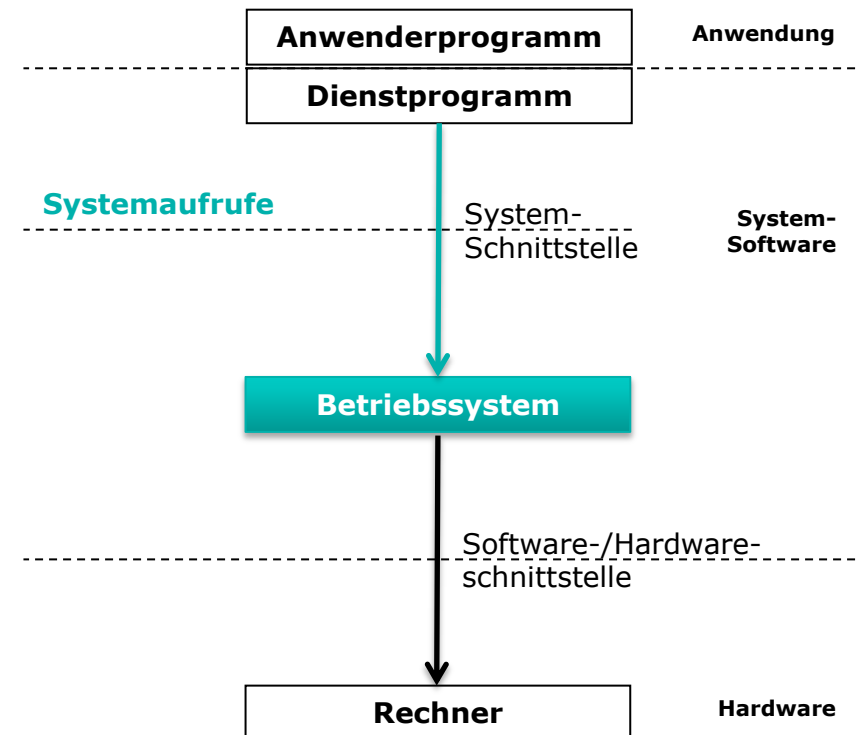 Anwenderprogramm
Anwendung
Dienstprogramm
Systemaufrufe
System-
Schnittstelle
System-
Software
Betriebssystem
Software-/Hardware-
schnittstelle
Rechner
Hardware